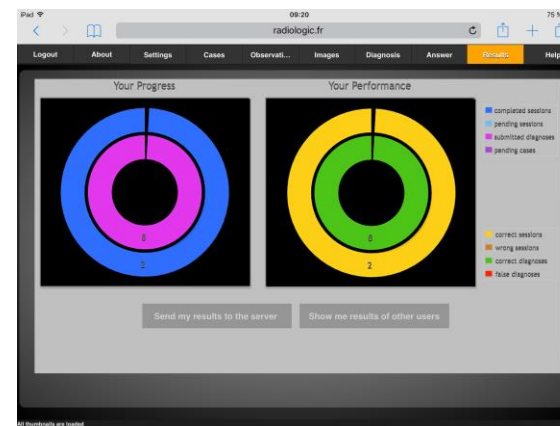 iPad 09:20 75 %
radiologic.fr
Logout About Settings Cases Observati... Images Diagnosis Answer Results Help
Your Progress Your Performance
completed sessions
pending sessions
submitted diagnoses
pending cases
8 8
2 2
correct sessions
wrong sessions
correct diagnoses
false diagnoses
Send my results to the server Show me results of other users
All thumbnails are loaded